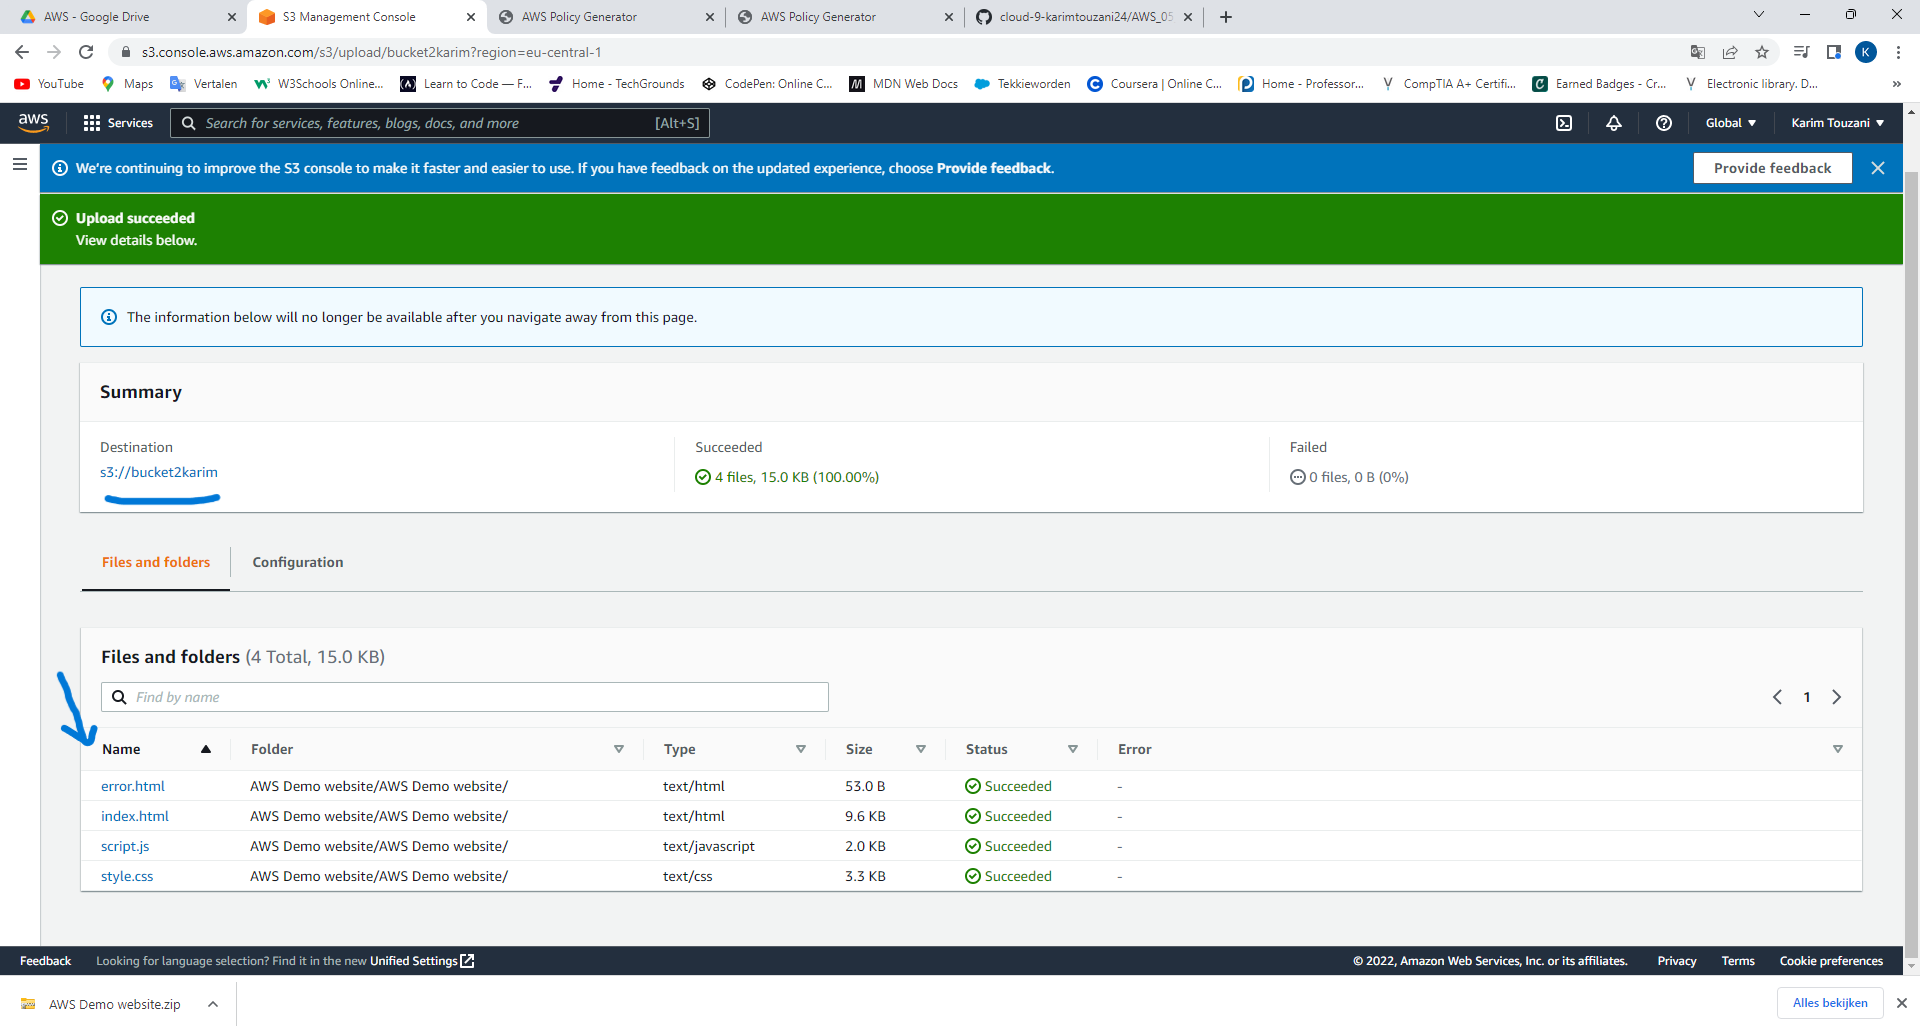 AWS - Google Drive
S3 Management Console
AWS Policy Generator
AWS Policy Generator
cloud-9-karimtouzani24/AWS_05
s3.console.aws.amazon.com/s3/upload/bucket2karim?region=eu-central-1
K
YouTube
Maps
Vertalen
W3Schools Online...
Learn to Code — F...
Home - TechGrounds
CodePen: Online C...
MDN Web Docs
Tekkieworden
Coursera | Online C...
Home - Professor...
CompTIA A+ Certifi...
Earned Badges - Cr...
Electronic library. D...
»
aws
Services
Search for services, features, blogs, docs, and more
[Alt+S]
Global
Karim Touzani
We're continuing to improve the S3 console to make it faster and easier to use. If you have feedback on the updated experience, choose Provide feedback.
Provide feedback
Upload succeeded
View details below.
The information below will no longer be available after you navigate away from this page.
Summary
Destination
s3://bucket2karim
Succeeded
4 files, 15.0 KB (100.00%)
Failed
0 files, 0 B (0%)
Files and folders
Configuration
Files and folders (4 Total, 15.0 KB)
Find by name
1
Name Folder Type Size Status Error
error.html AWS Demo website/AWS Demo website/ text/html 53.0 B Succeeded -
index.html AWS Demo website/AWS Demo website/ text/html 9.6 KB Succeeded -
script.js AWS Demo website/AWS Demo website/ text/javascript 2.0 KB Succeeded -
style.css AWS Demo website/AWS Demo website/ text/css 3.3 KB Succeeded -
Feedback
Looking for language selection? Find it in the new Unified Settings
© 2022, Amazon Web Services, Inc. or its affiliates.
Privacy
Terms
Cookie preferences
AWS Demo website.zip
Alles bekijken